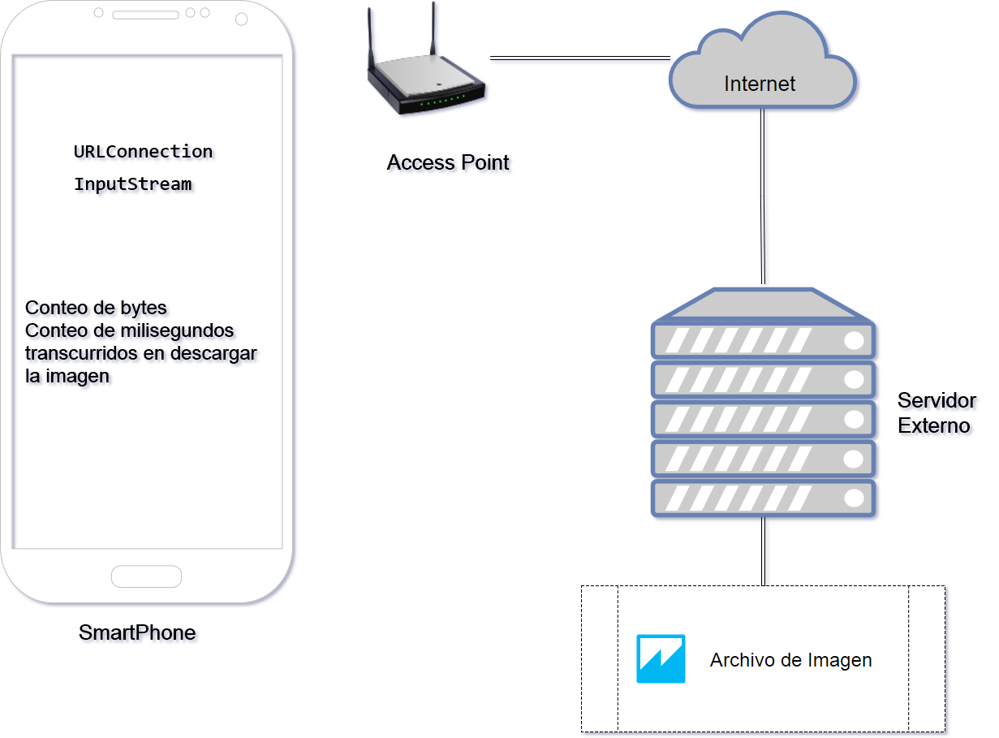 Internet
URLConnection
Access Point
InputStream
Conteo de bytes
Conteo de milisegundos
transcurridos en descargar
la imagen
Servidor
Externo
SmartPhone
Archivo de Imagen